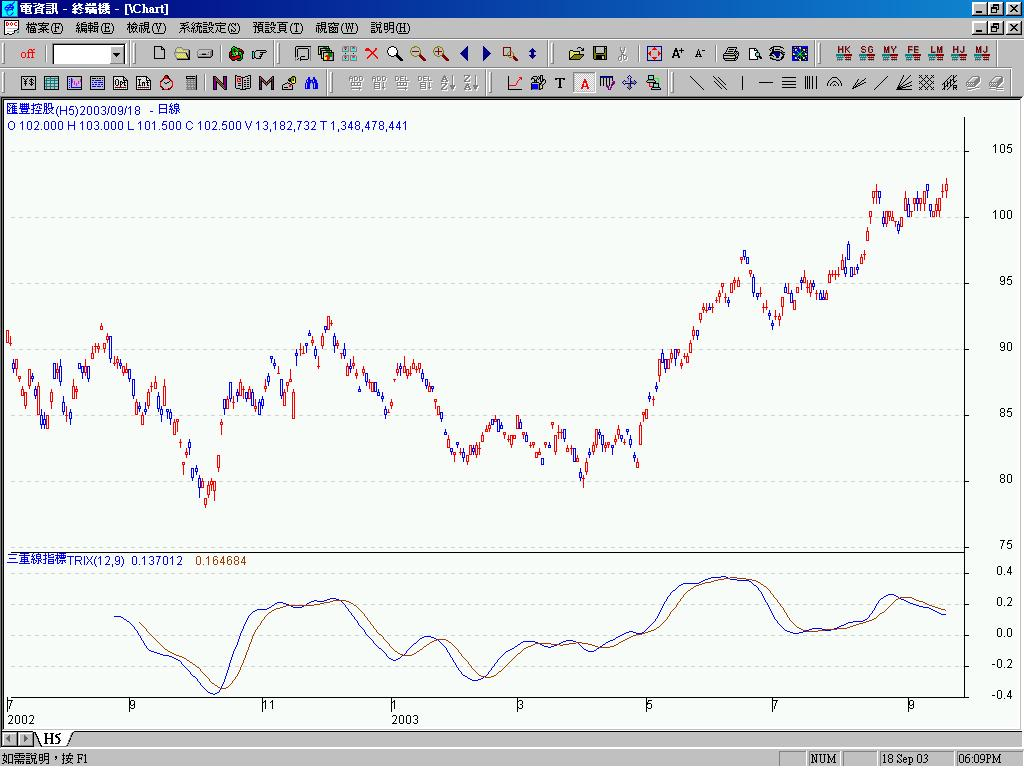 電資訊 - 終端機 - [\Chart]
檔案(F) 編輯(E) 檢視(V) 系統設定(S) 預設頁(T) 視窗(W) 說明(H)
off
HK SG MY FE LM HJ MJ
匯豐控股(H5)2003/09/18 - 日線
O 102.000 H 103.000 L 101.500 C 102.500 V 13,182,732 T 1,348,478,441
105
100
95
90
85
80
75
三重線指標TRIX(12,9) 0.137012 0.164684
0.4
0.2
0.0
-0.2
-0.4
7 9 11 1 3 5 7 9
2002 2003
H5
如需說明，按 F1
NUM 18 Sep 03 06:09PM